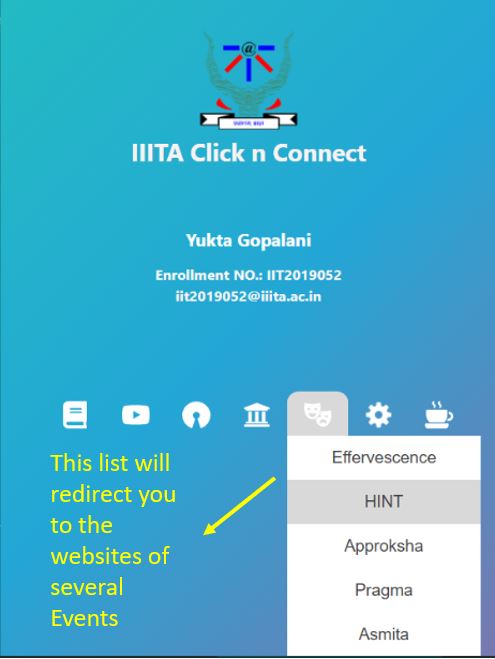 IIITA Click n Connect
Yukta Gopalani
Enrollment NO.: IIT2019052
iit2019052@iiita.ac.in
This list will
redirect you
to the
websites of
several
Events
Effervescence
HINT
Approksha
Pragma
Asmita